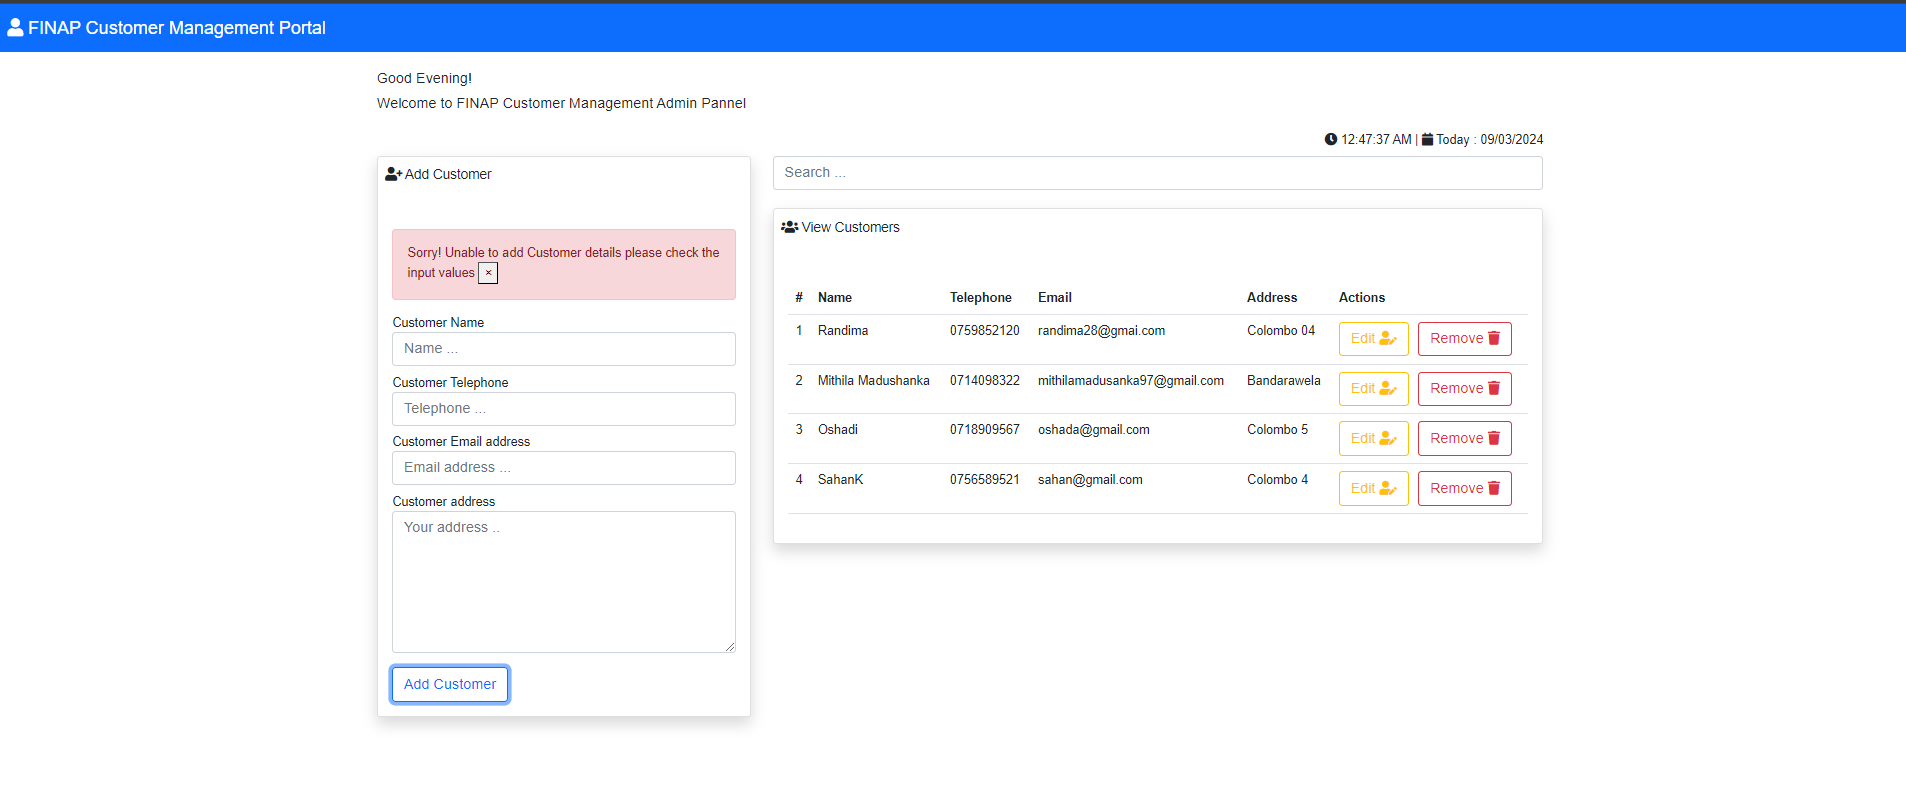 FINAP Customer Management Portal
Good Evening!
Welcome to FINAP Customer Management Admin Pannel
12:47:37 AM | Today : 09/03/2024
Add Customer
Sorry! Unable to add Customer details please check the
input values ×
Customer Name
Name ...
Customer Telephone
Telephone ...
Customer Email address
Email address ...
Customer address
Your address ..
Add Customer
Search ...
View Customers
# Name Telephone Email Address Actions
1 Randima 0759852120 randima28@gmai.com Colombo 04 Edit Remove
2 Mithila Madushanka 0714098322 mithilamadusanka97@gmail.com Bandarawela Edit Remove
3 Oshadi 0718909567 oshada@gmail.com Colombo 5 Edit Remove
4 SahanK 0756589521 sahan@gmail.com Colombo 4 Edit Remove